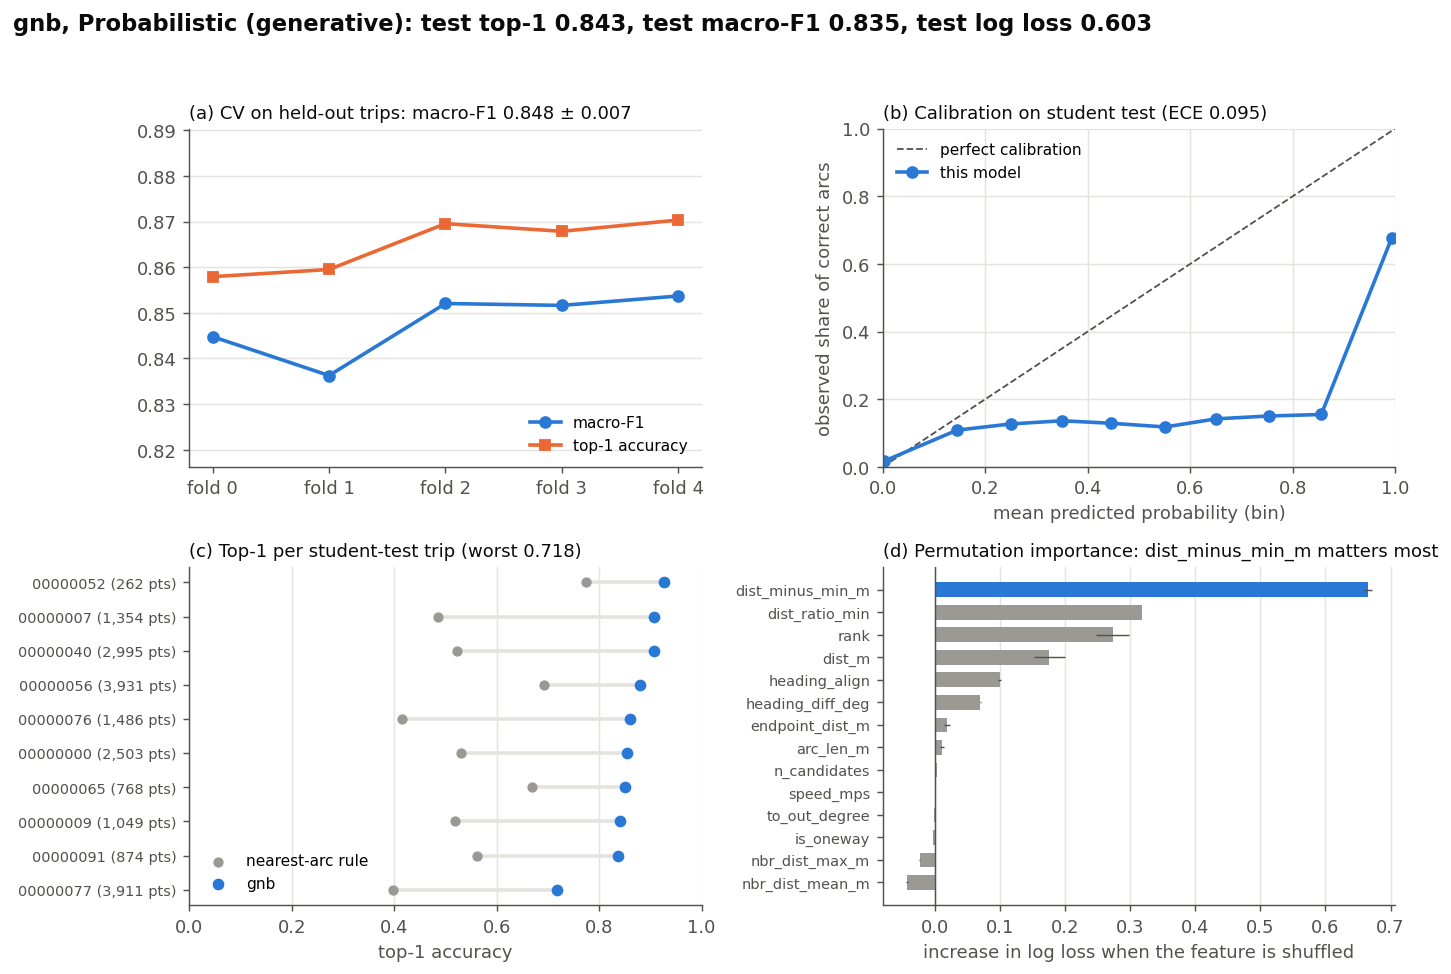 gnb, Probabilistic (generative): test top-1 0.843, test macro-F1 0.835, test log loss 0.603
(a) CV on held-out trips: macro-F1 0.848 ± 0.007
0.89
0.88
0.87
0.86
0.85
0.84
0.83
0.82
macro-F1
top-1 accuracy
fold 0
fold 1
fold 2
fold 3
fold 4
(b) Calibration on student test (ECE 0.095)
perfect calibration
this model
observed share of correct arcs
1.0
0.8
0.6
0.4
0.2
0.0
0.0
0.2
0.4
0.6
0.8
1.0
mean predicted probability (bin)
(c) Top-1 per student-test trip (worst 0.718)
00000052 (262 pts)
00000007 (1,354 pts)
00000040 (2,995 pts)
00000056 (3,931 pts)
00000076 (1,486 pts)
00000000 (2,503 pts)
00000065 (768 pts)
00000009 (1,049 pts)
00000091 (874 pts)
00000077 (3,911 pts)
nearest-arc rule
gnb
0.0
0.2
0.4
0.6
0.8
1.0
top-1 accuracy
(d) Permutation importance: dist_minus_min_m matters most
dist_minus_min_m
dist_ratio_min
rank
dist_m
heading_align
heading_diff_deg
endpoint_dist_m
arc_len_m
n_candidates
speed_mps
to_out_degree
is_oneway
nbr_dist_max_m
nbr_dist_mean_m
0.0
0.1
0.2
0.3
0.4
0.5
0.6
0.7
increase in log loss when the feature is shuffled